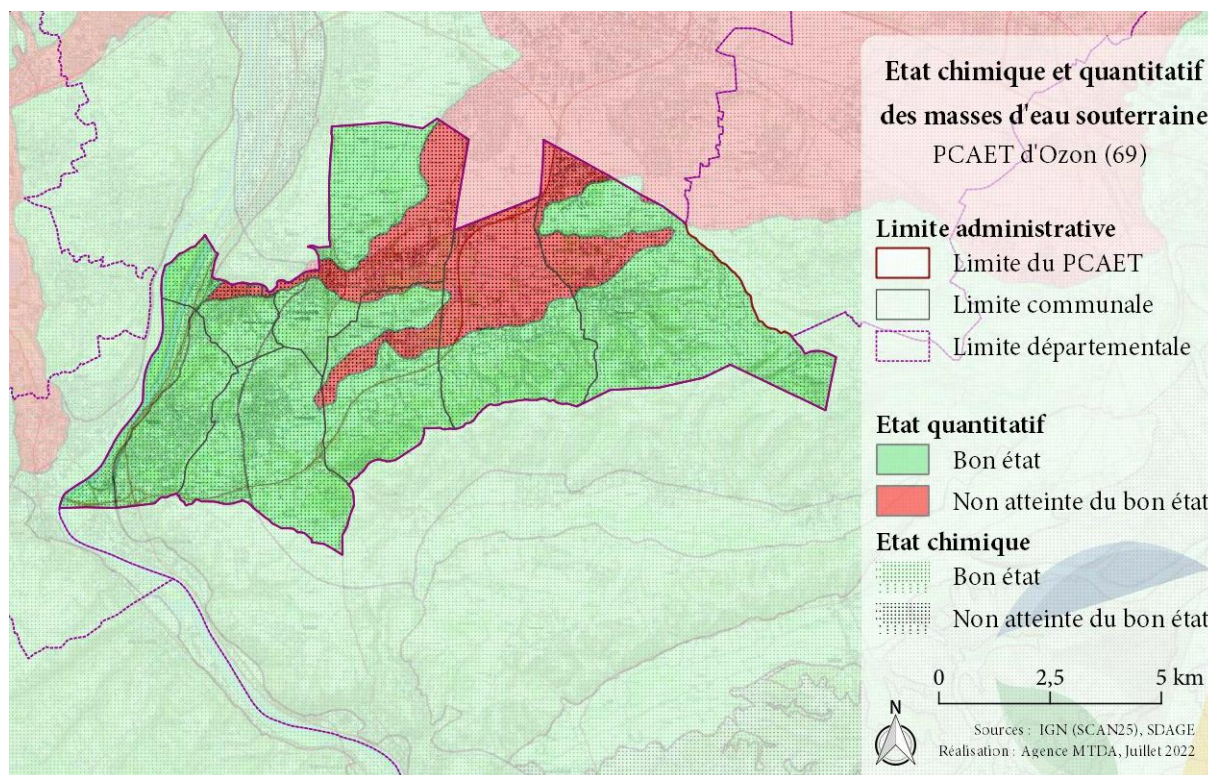 Etat chimique et quantitatif
des masses d'eau souterraine
PCAET d'Ozon (69)
Limite administrative
Limite du PCAET
Limite communale
Limite départementale
Etat quantitatif
Bon état
Non atteinte du bon état
Etat chimique
Bon état
Non atteinte du bon état
0 2,5 5 km
N
Sources : IGN (SCAN25), SDAGE
Réalisation : Agence MTDA, Juillet 2022